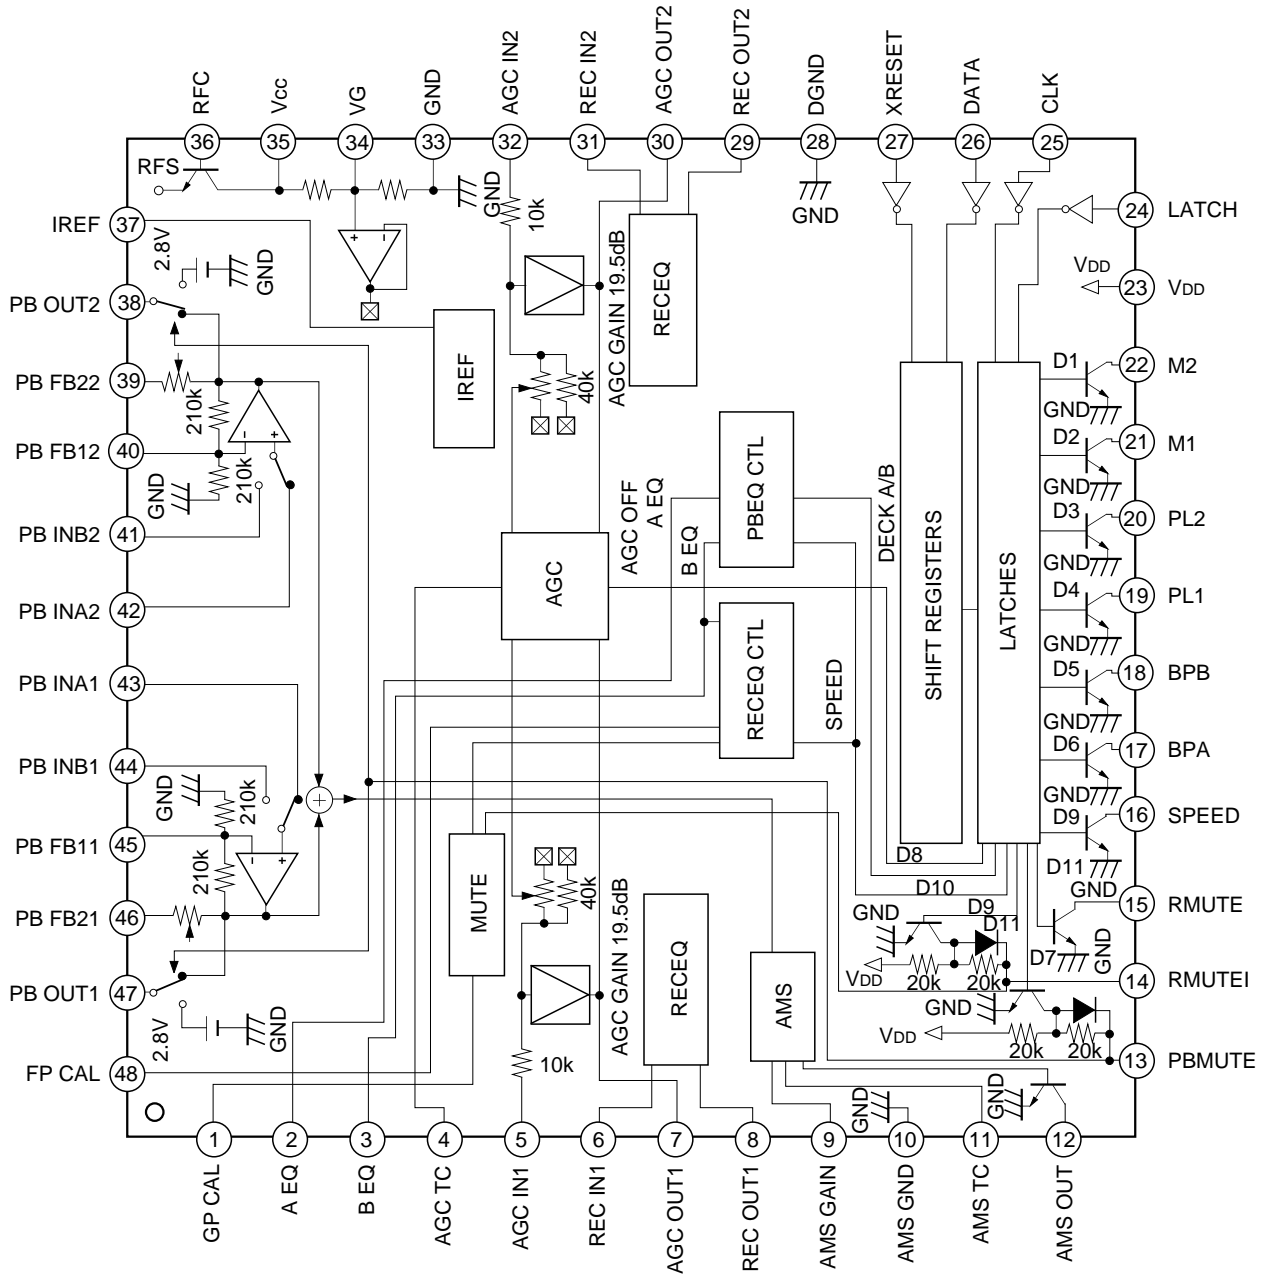 RFC
Vcc
VG
GND
AGC IN2
REC IN2
AGC OUT2
REC OUT2
DGND
XRESET
DATA
CLK
36
35
34
33
32
31
30
29
28
27
26
25
RFS
GND
10k
GND
IREF
37
24
LATCH
2.8V
GND
VDD
PB OUT2
38
23
VDD
AGC GAIN 19.5dB
RECEQ
IREF
40k
PB FB22
39
D1
22
M2
GND
210k
PB FB12
40
D2
21
M1
GND
210k
GND
PBEQ CTL
DECK A/B
AGC OFF
A EQ
B EQ
D3
20
PL2
GND
PB INB2
41
AGC
SHIFT REGISTERS
LATCHES
D4
19
PL1
GND
PB INA2
42
RECEQ CTL
SPEED
D5
18
BPB
GND
PB INA1
43
D6
17
BPA
GND
PB INB1
44
GND
210k
+
D9
16
SPEED
D11
GND
PB FB11
45
210k
D8
D10
MUTE
40k
AGC GAIN 19.5dB
RECEQ
AMS
PB FB21
46
GND
D9
D11
D7
GND
15
RMUTE
VDD
20k
20k
14
RMUTEI
PB OUT1
47
2.8V
GND
GND
VDD
20k
20k
10k
FP CAL
48
13
PBMUTE
GND
GND
1
2
3
4
5
6
7
8
9
10
11
12
GP CAL
A EQ
B EQ
AGC TC
AGC IN1
REC IN1
AGC OUT1
REC OUT1
AMS GAIN
AMS GND
AMS TC
AMS OUT